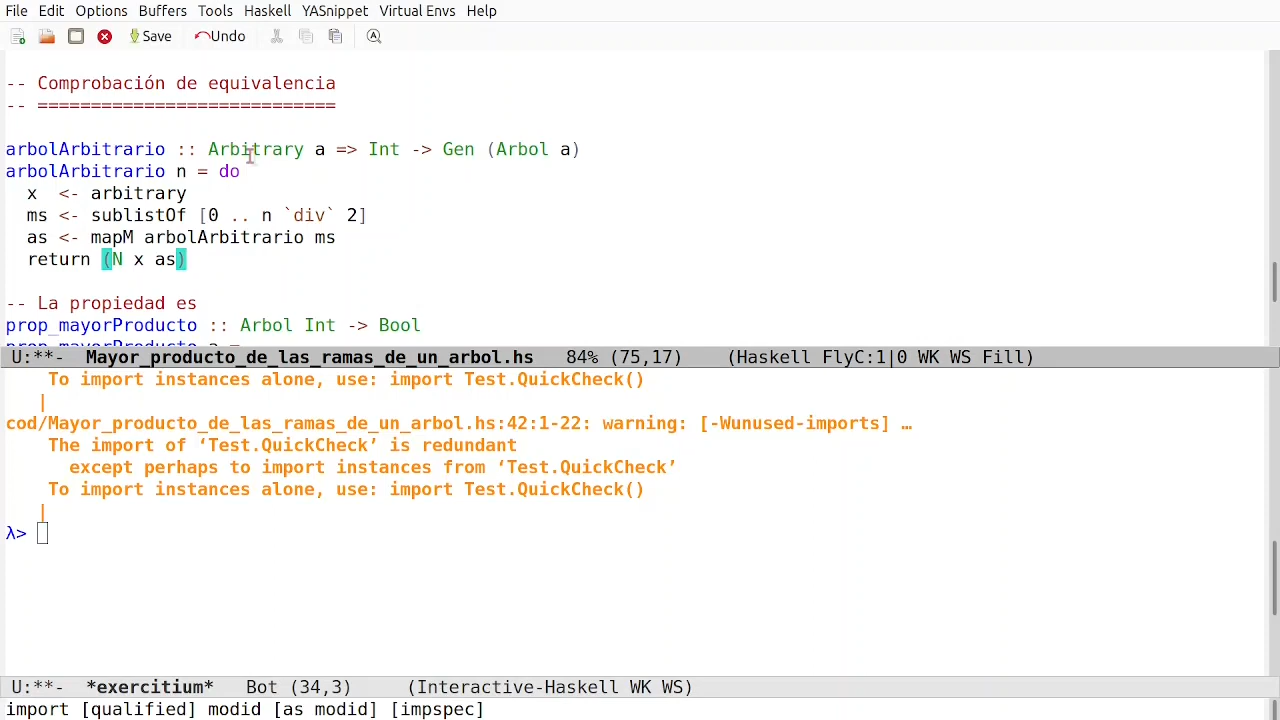 File Edit Options Buffers Tools Haskell YASnippet Virtual Envs Help
Save Undo
-- Comprobación de equivalencia
-- ============================
arbolArbitrario :: Arbitrary a => Int -> Gen (Arbol a)
arbolArbitrario n = do
  x  <- arbitrary
  ms <- sublistOf [0 .. n `div` 2]
  as <- mapM arbolArbitrario ms
  return (N x as)
-- La propiedad es
prop_mayorProducto :: Arbol Int -> Bool
prop_mayorProducto a =
U:**-  Mayor_producto_de_las_ramas_de_un_arbol.hs   84% (75,17)    (Haskell FlyC:1|0 WK WS Fill)
    To import instances alone, use: import Test.QuickCheck()
   |
cod/Mayor_producto_de_las_ramas_de_un_arbol.hs:42:1-22: warning: [-Wunused-imports] …
    The import of ‘Test.QuickCheck’ is redundant
      except perhaps to import instances from ‘Test.QuickCheck’
    To import instances alone, use: import Test.QuickCheck()
   |
λ>
U:**-  *exercitium*   Bot (34,3)    (Interactive-Haskell WK WS)
import [qualified] modid [as modid] [impspec]